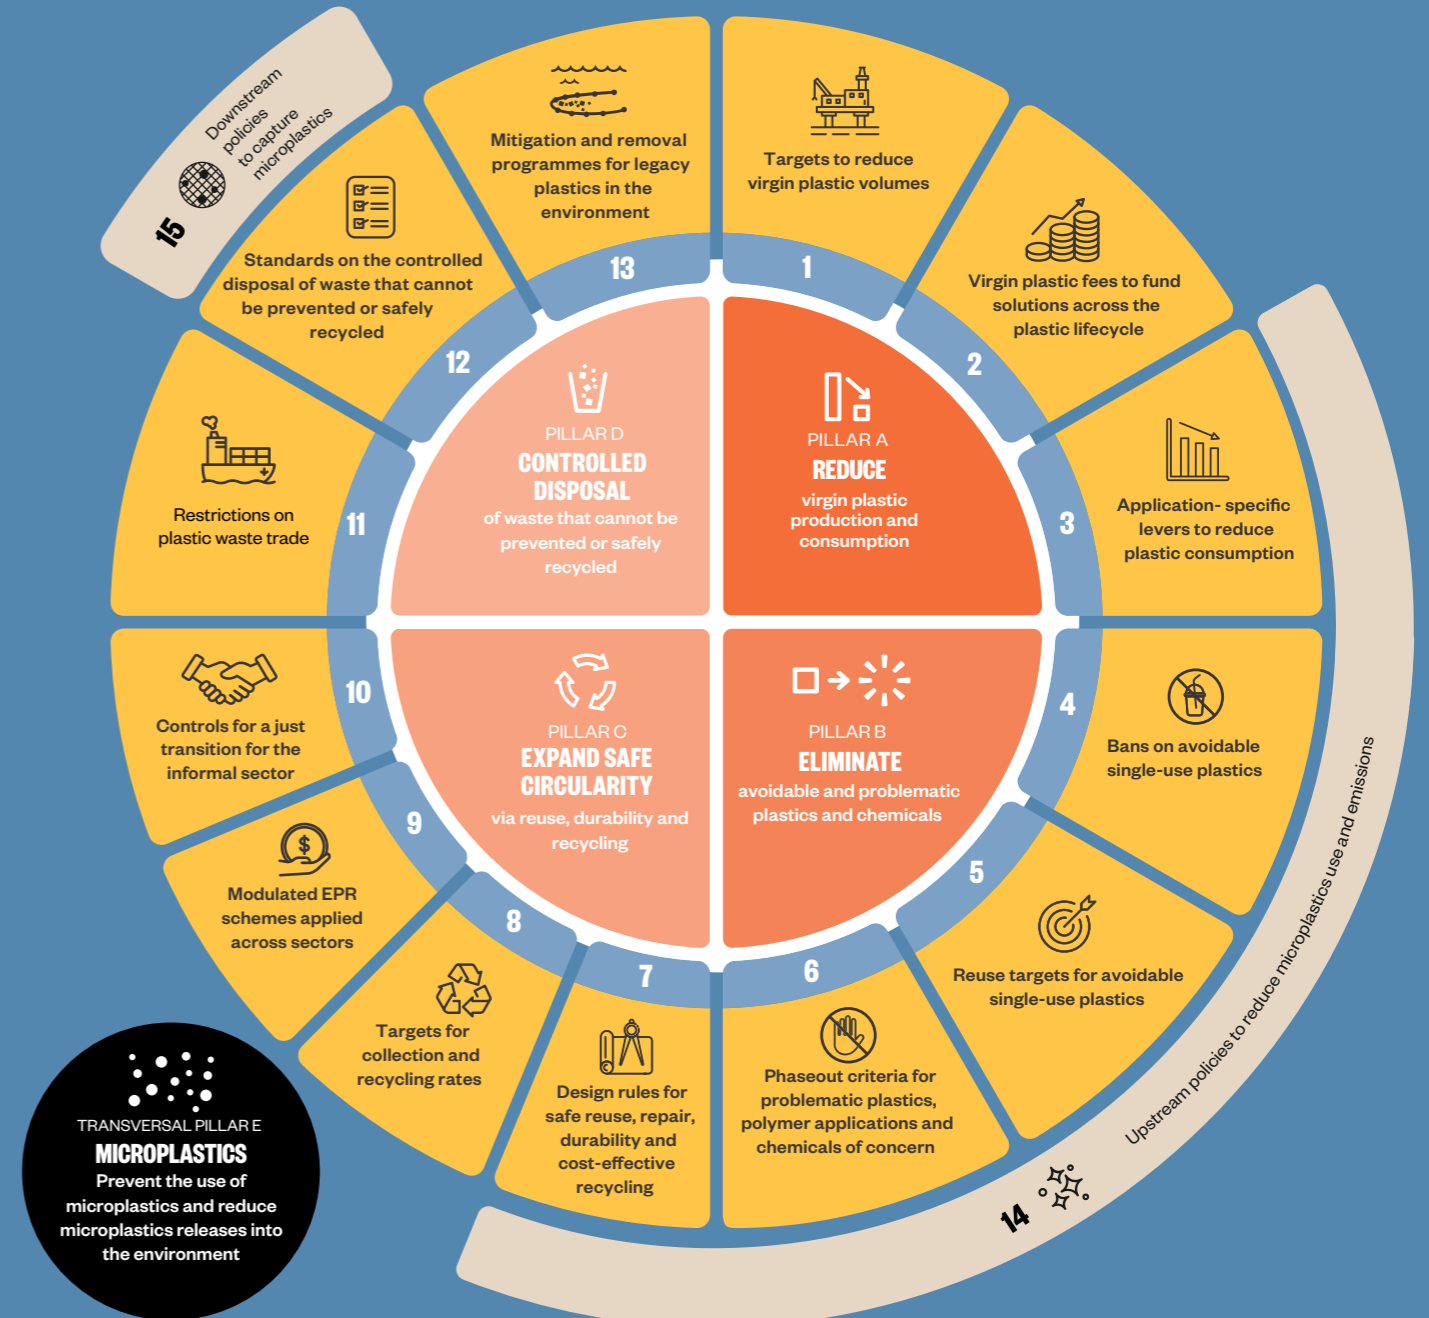 Targets to reduce
virgin plastic volumes
1
Virgin plastic fees to fund
solutions across the
plastic lifecycle
2
Application- specific
levers to reduce
plastic consumption
3
Bans on avoidable
single-use plastics
4
Reuse targets for avoidable
single-use plastics
5
Phaseout criteria for
problematic plastics,
polymer applications and
chemicals of concern
6
Design rules for
safe reuse, repair,
durability and
cost-effective
recycling
7
Targets for
collection and
recycling rates
8
Modulated EPR
schemes applied
across sectors
9
Controls for a just
transition for the
informal sector
10
Restrictions on
plastic waste trade
11
Standards on the controlled
disposal of waste that cannot
be prevented or safely
recycled
12
Mitigation and removal
programmes for legacy
plastics in the
environment
13
14
Upstream policies to reduce microplastics use and emissions
15
Downstream
policies
to capture
microplastics
PILLAR A
REDUCE
virgin plastic
production and
consumption
PILLAR B
ELIMINATE
avoidable and problematic
plastics and chemicals
PILLAR C
EXPAND SAFE
CIRCULARITY
via reuse, durability and
recycling
PILLAR D
CONTROLLED
DISPOSAL
of waste that cannot be
prevented or safely
recycled
TRANSVERSAL PILLAR E
MICROPLASTICS
Prevent the use of
microplastics and reduce
microplastics releases into
the environment